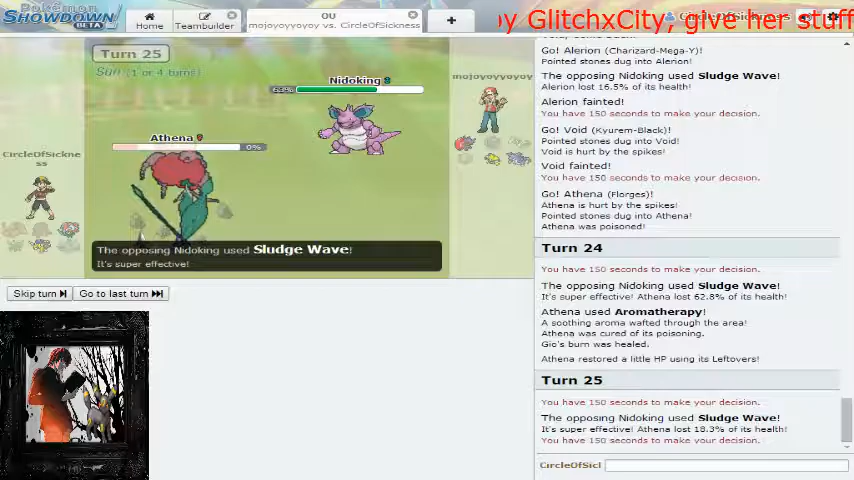 Pokémon
SHOWDOWN
BETA
Home
Teambuilder
OU
mojoyoyyoyoy vs. CircleOfSickness
+
by GlitchxCity, give her stuff
Turn 25
Sun (1 or 4 turns)
Nidoking
63%
Athena
0%
CircleOfSickn
ess
mojoyoyyoyoy
The opposing Nidoking used Sludge Wave!
It's super effective!
Skip turn
Go to last turn
Go! Alerion (Charizard-Mega-Y)!
Pointed stones dug into Alerion!
The opposing Nidoking used Sludge Wave!
Alerion lost 16.5% of its health!
Alerion fainted!
You have 150 seconds to make your decision.
Go! Void (Kyurem-Black)!
Pointed stones dug into Void!
Void is hurt by the spikes!
Void fainted!
You have 150 seconds to make your decision.
Go! Athena (Florges)!
Athena is hurt by the spikes!
Pointed stones dug into Athena!
Athena was poisoned!
Turn 24
You have 150 seconds to make your decision.
The opposing Nidoking used Sludge Wave!
It's super effective! Athena lost 62.8% of its health!
Athena used Aromatherapy!
A soothing aroma wafted through the area!
Athena was cured of its poisoning.
Gio's burn was healed.
Athena restored a little HP using its Leftovers!
Turn 25
You have 150 seconds to make your decision.
The opposing Nidoking used Sludge Wave!
It's super effective! Athena lost 18.3% of its health!
You have 150 seconds to make your decision.
CircleOfSicl